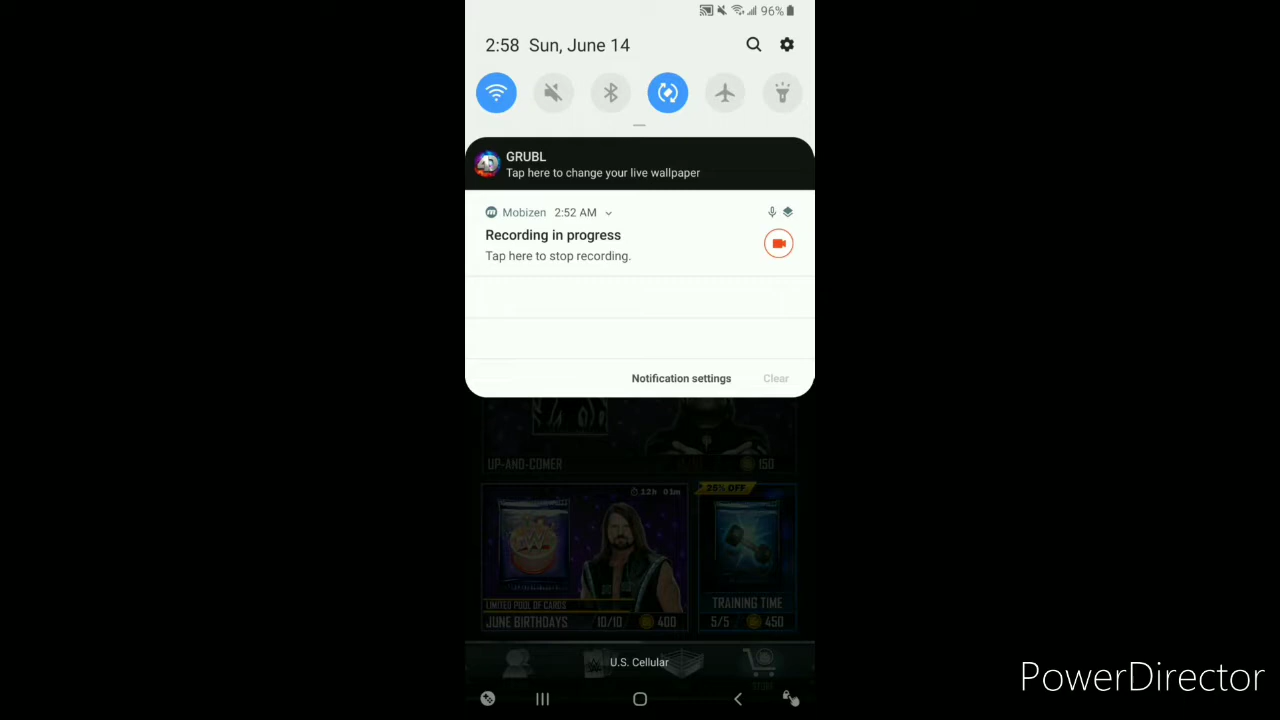 96%
2:58 Sun, June 14
GRUBL
Tap here to change your live wallpaper
Mobizen 2:52 AM
Recording in progress
Tap here to stop recording.
Notification settings Clear
UP-AND-COMER 150
12h 01m 25% OFF
LIMITED POOL OF CARDS
TRAINING TIME
JUNE BIRTHDAYS 10/10 400 5/5 450
U.S. Cellular
PowerDirector